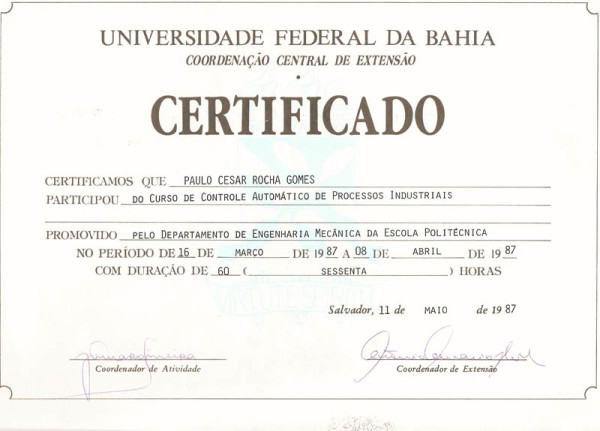 UNIVERSIDADE FEDERAL DA BAHIA
COORDENAÇÃO CENTRAL DE EXTENSÃO
CERTIFICADO
CERTIFICAMOS QUE PAULO CESAR ROCHA GOMES
PARTICIPOU DO CURSO DE CONTROLE AUTOMÁTICO DE PROCESSOS INDUSTRIAIS
PROMOVIDO PELO DEPARTAMENTO DE ENGENHARIA MECÂNICA DA ESCOLA POLITÉCNICA
NO PERÍODO DE 16 DE MARÇO DE 1987 A 08 DE ABRIL DE 1987
COM DURAÇÃO DE 60 ( SESSENTA ) HORAS
Salvador, 11 de MAIO de 1987
Coordenador de Atividade Coordenador de Extensão